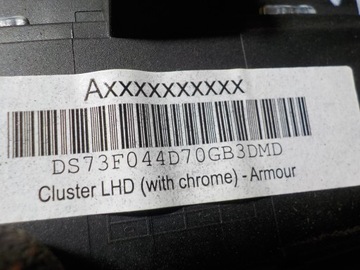 Axxxxxxxxxx
DS73F044D70GB3DMD
Cluster LHD (with chrome) - Armour